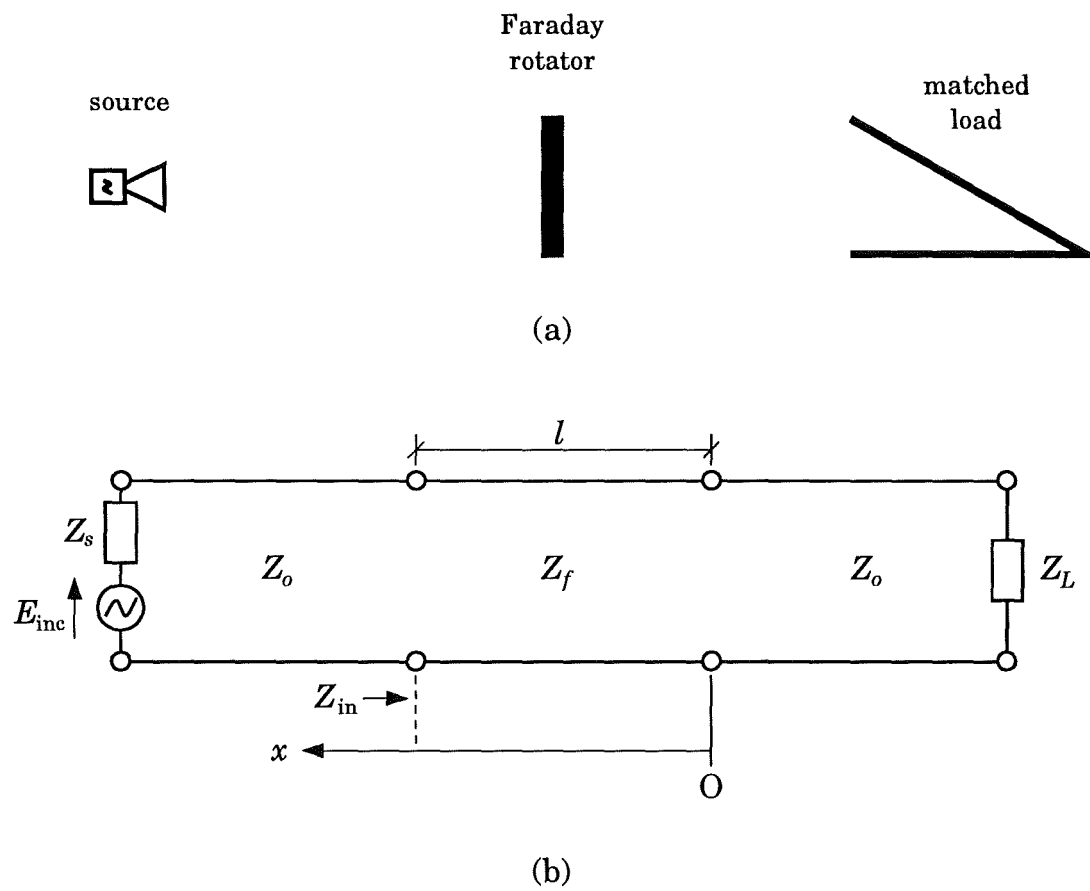 Faraday
rotator
source
matched
load
(a)
l
Z_s
Z_o
Z_f
Z_o
Z_L
E_inc
Z_in
x
O
(b)